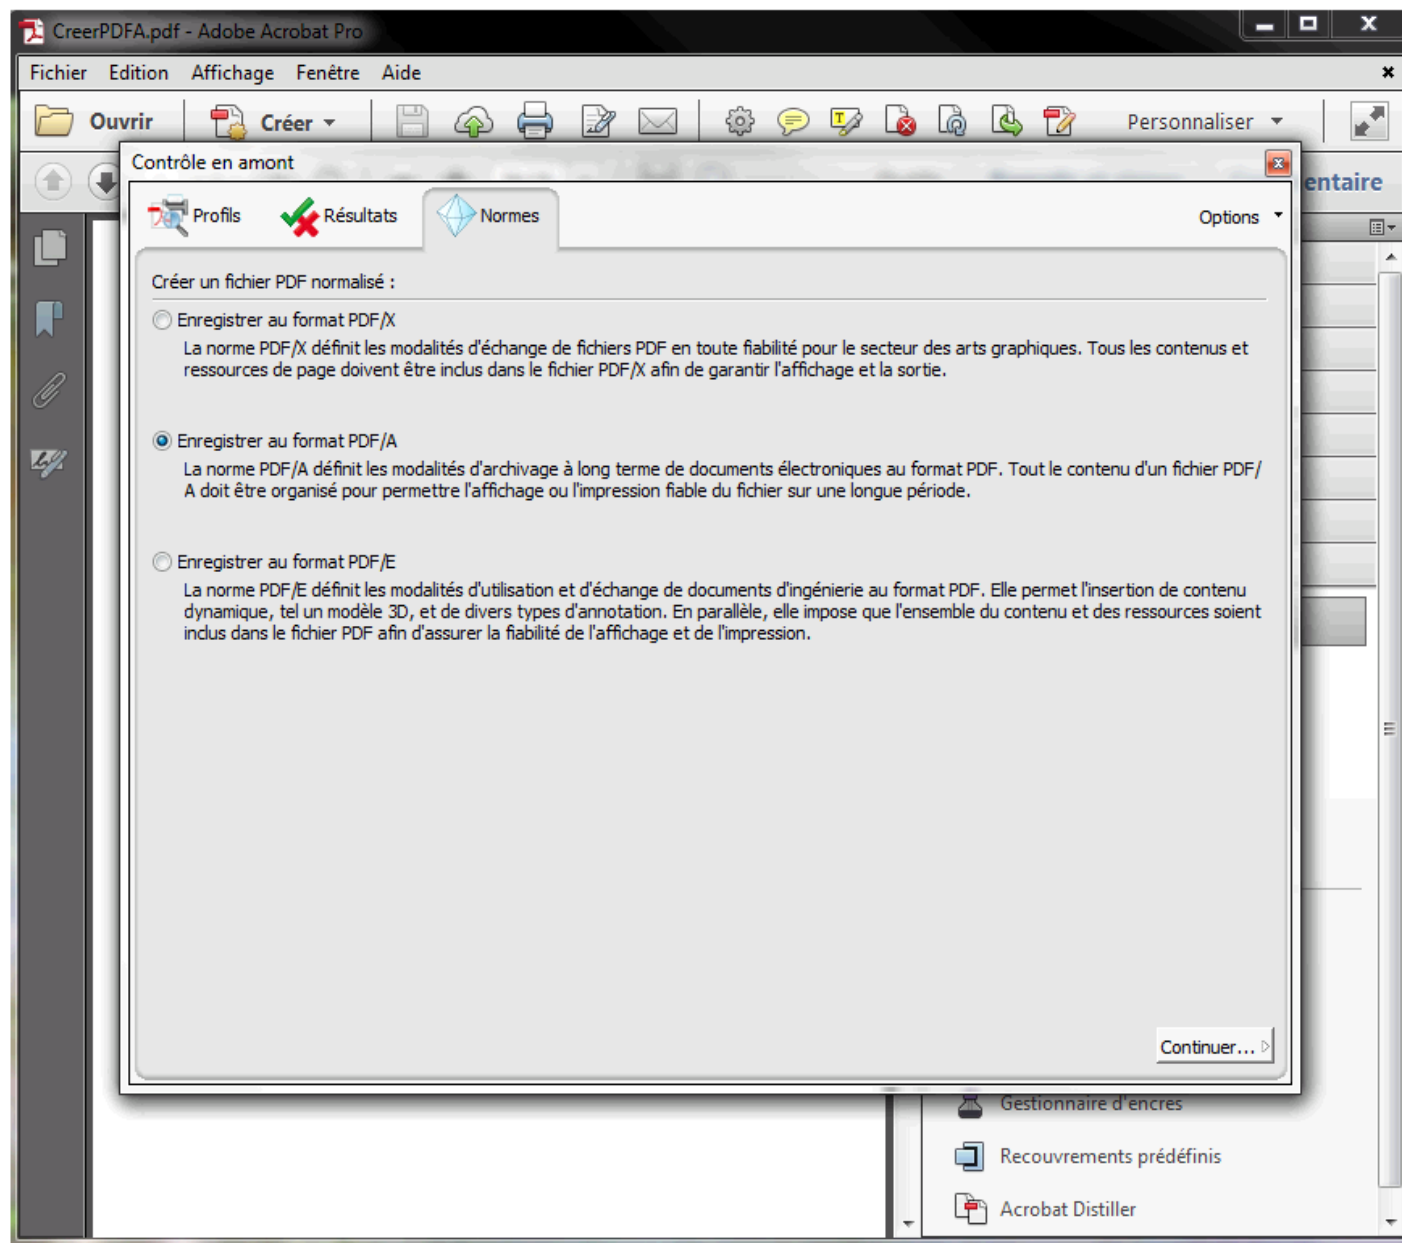 CreerPDFA.pdf - Adobe Acrobat Pro
Fichier Edition Affichage Fenêtre Aide
Ouvrir Créer Personnaliser
Contrôle en amont
entaire
Profils Résultats Normes Options
Créer un fichier PDF normalisé :
Enregistrer au format PDF/X
La norme PDF/X définit les modalités d'échange de fichiers PDF en toute fiabilité pour le secteur des arts graphiques. Tous les contenus et
ressources de page doivent être inclus dans le fichier PDF/X afin de garantir l'affichage et la sortie.
Enregistrer au format PDF/A
La norme PDF/A définit les modalités d'archivage à long terme de documents électroniques au format PDF. Tout le contenu d'un fichier PDF/
A doit être organisé pour permettre l'affichage ou l'impression fiable du fichier sur une longue période.
Enregistrer au format PDF/E
La norme PDF/E définit les modalités d'utilisation et d'échange de documents d'ingénierie au format PDF. Elle permet l'insertion de contenu
dynamique, tel un modèle 3D, et de divers types d'annotation. En parallèle, elle impose que l'ensemble du contenu et des ressources soient
inclus dans le fichier PDF afin d'assurer la fiabilité de l'affichage et de l'impression.
Continuer...
Gestionnaire d'encres
Recouvrements prédéfinis
Acrobat Distiller